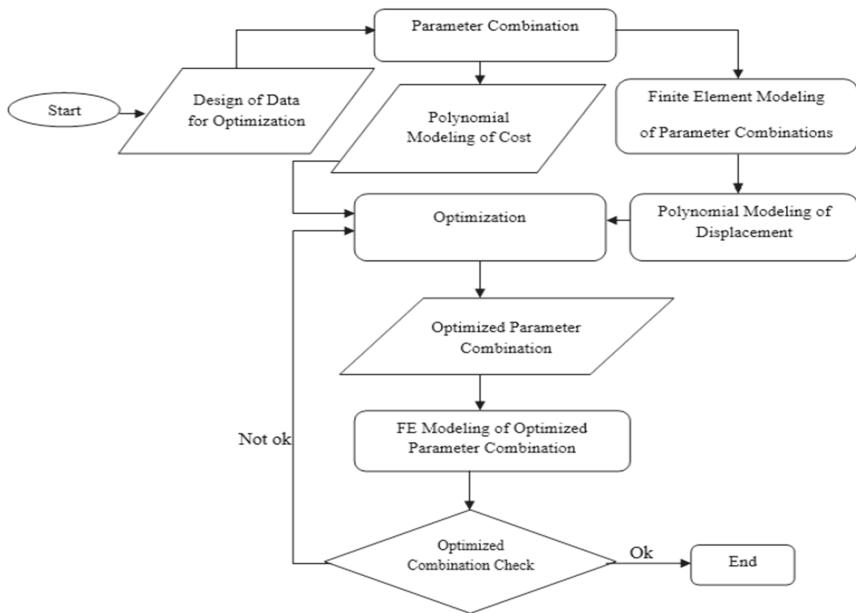 Parameter Combination
Start
Design of Data
for Optimization
Polynomial
Modeling of Cost
Finite Element Modeling
of Parameter Combinations
Optimization
Polynomial Modeling of
Displacement
Optimized Parameter
Combination
FE Modeling of Optimized
Parameter Combination
Not ok
Optimized
Combination Check
Ok
End